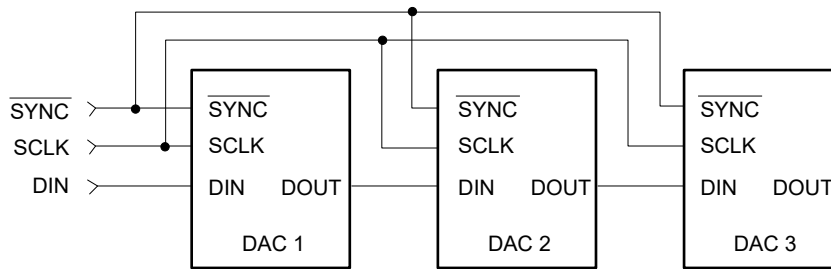 SYNC
SCLK
DIN
SYNC
SCLK
DIN DOUT
DAC 1
SYNC
SCLK
DIN DOUT
DAC 2
SYNC
SCLK
DIN DOUT
DAC 3